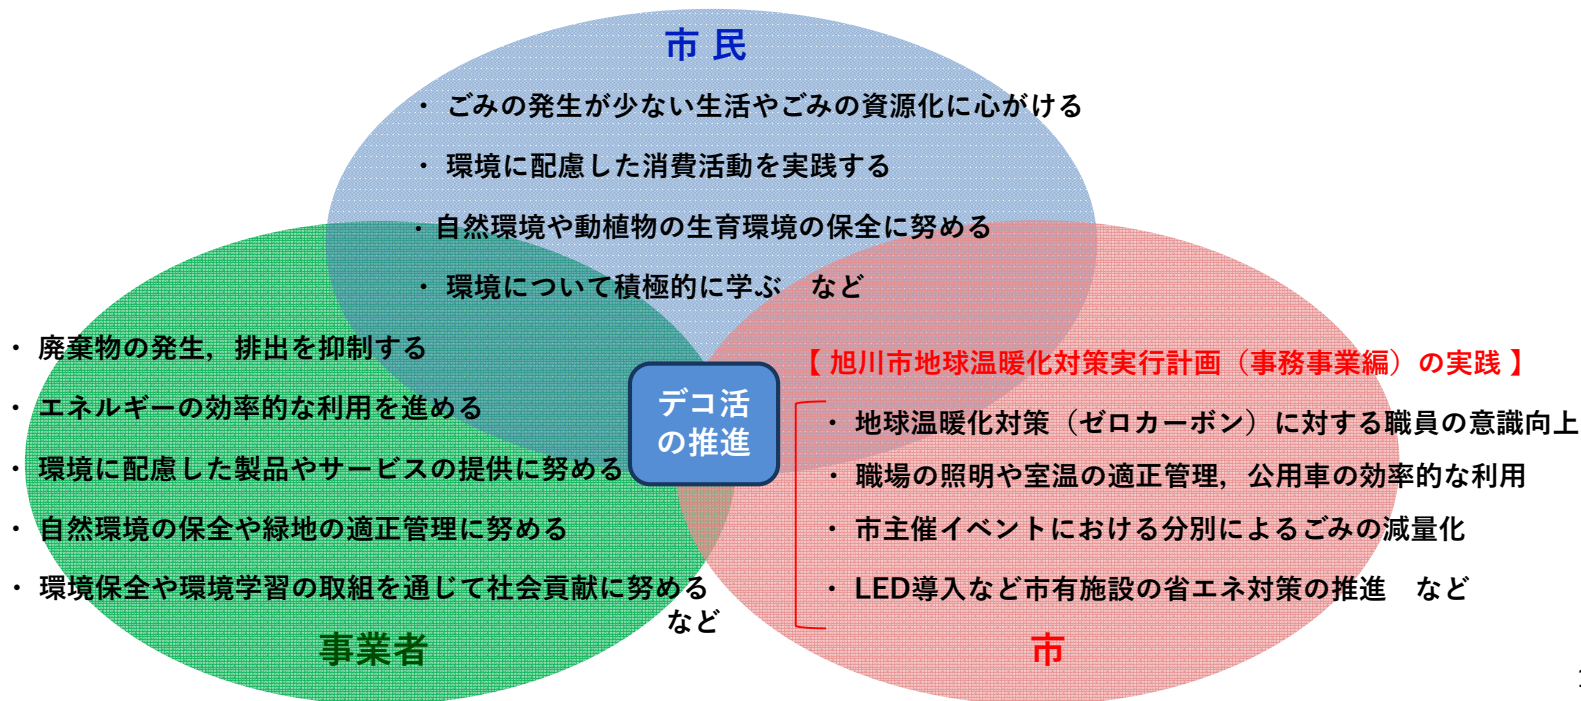 市 民
・ ごみの発生が少ない生活やごみの資源化に心がける
・ 環境に配慮した消費活動を実践する
・自然環境や動植物の生育環境の保全に努める
・ 環境について積極的に学ぶ　など
・ 廃棄物の発生，排出を抑制する
・ エネルギーの効率的な利用を進める
・ 環境に配慮した製品やサービスの提供に努める
・ 自然環境の保全や緑地の適正管理に努める
・ 環境保全や環境学習の取組を通じて社会貢献に努める
など
事業者
デコ活
の推進
【 旭川市地球温暖化対策実行計画（事務事業編）の実践 】
・ 地球温暖化対策（ゼロカーボン）に対する職員の意識向上
・ 職場の照明や室温の適正管理，公用車の効率的な利用
・ 市主催イベントにおける分別によるごみの減量化
・ LED導入など市有施設の省エネ対策の推進　など
市